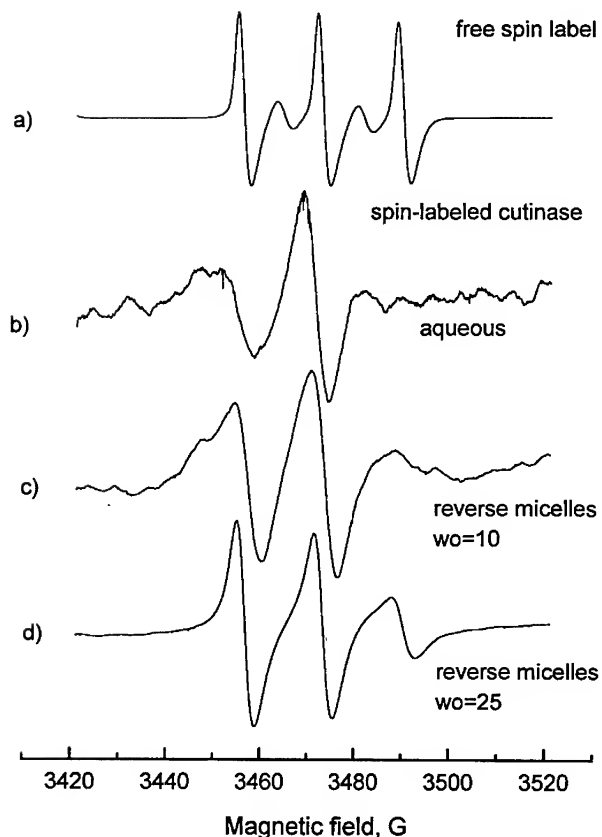 free spin label
a)
spin-labeled cutinase
b)
aqueous
c)
reverse micelles
wo=10
d)
reverse micelles
wo=25
3420 3440 3460 3480 3500 3520
Magnetic field, G